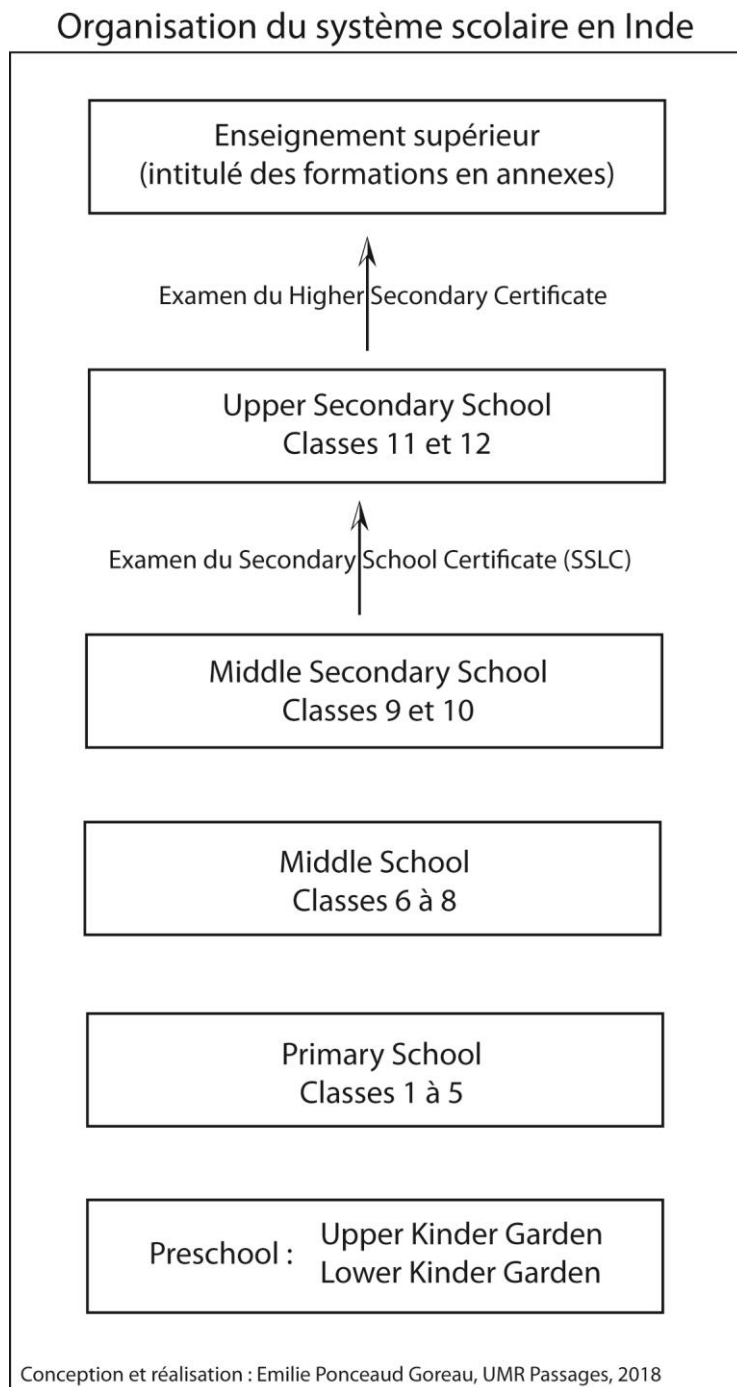 Organisation du système scolaire en Inde
Enseignement supérieur
(intitulé des formations en annexes)
Examen du Higher Secondary Certificate
Upper Secondary School
Classes 11 et 12
Examen du Secondary School Certificate (SSLC)
Middle Secondary School
Classes 9 et 10
Middle School
Classes 6 à 8
Primary School
Classes 1 à 5
Preschool :
Upper Kinder Garden
Lower Kinder Garden
Conception et réalisation : Emilie Ponceaud Goreau, UMR Passages, 2018